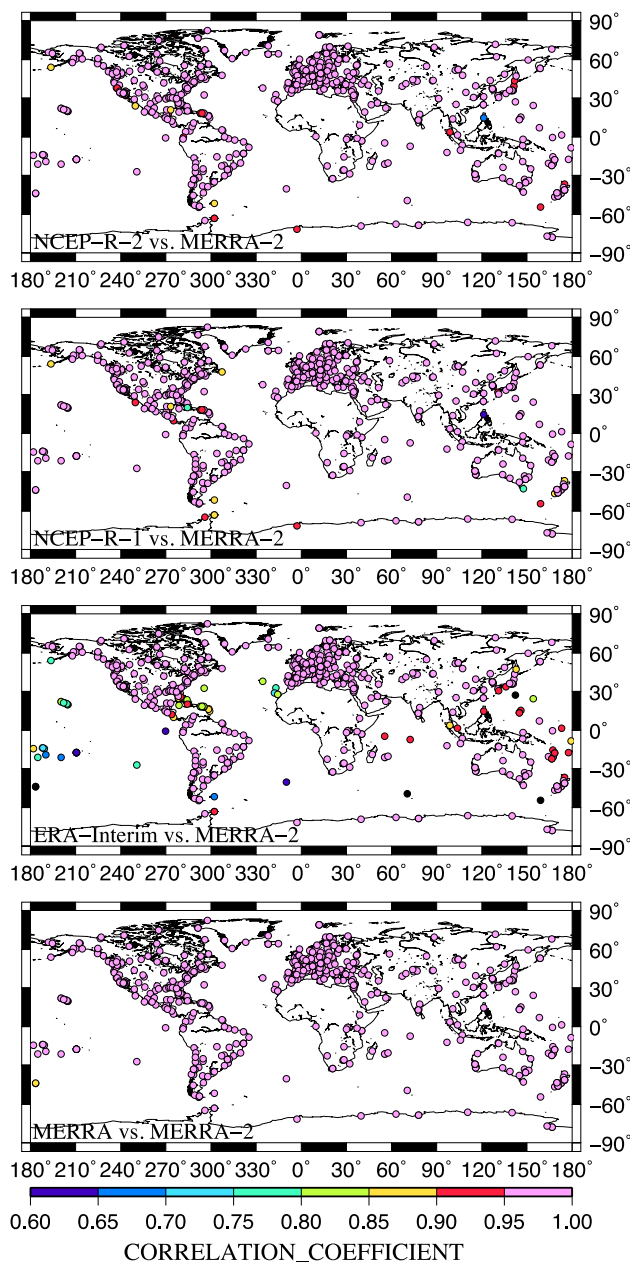 90°
60°
30°
0°
−30°
−60°
−90°
NCEP−R−2 vs. MERRA−2
180° 210° 240° 270° 300° 330° 0° 30° 60° 90° 120° 150° 180°
90°
60°
30°
0°
−30°
−60°
−90°
NCEP−R−1 vs. MERRA−2
180° 210° 240° 270° 300° 330° 0° 30° 60° 90° 120° 150° 180°
90°
60°
30°
0°
−30°
−60°
−90°
ERA−Interim vs. MERRA−2
180° 210° 240° 270° 300° 330° 0° 30° 60° 90° 120° 150° 180°
90°
60°
30°
0°
−30°
−60°
−90°
MERRA vs. MERRA−2
180° 210° 240° 270° 300° 330° 0° 30° 60° 90° 120° 150° 180°
0.60 0.65 0.70 0.75 0.80 0.85 0.90 0.95 1.00
CORRELATION_COEFFICIENT